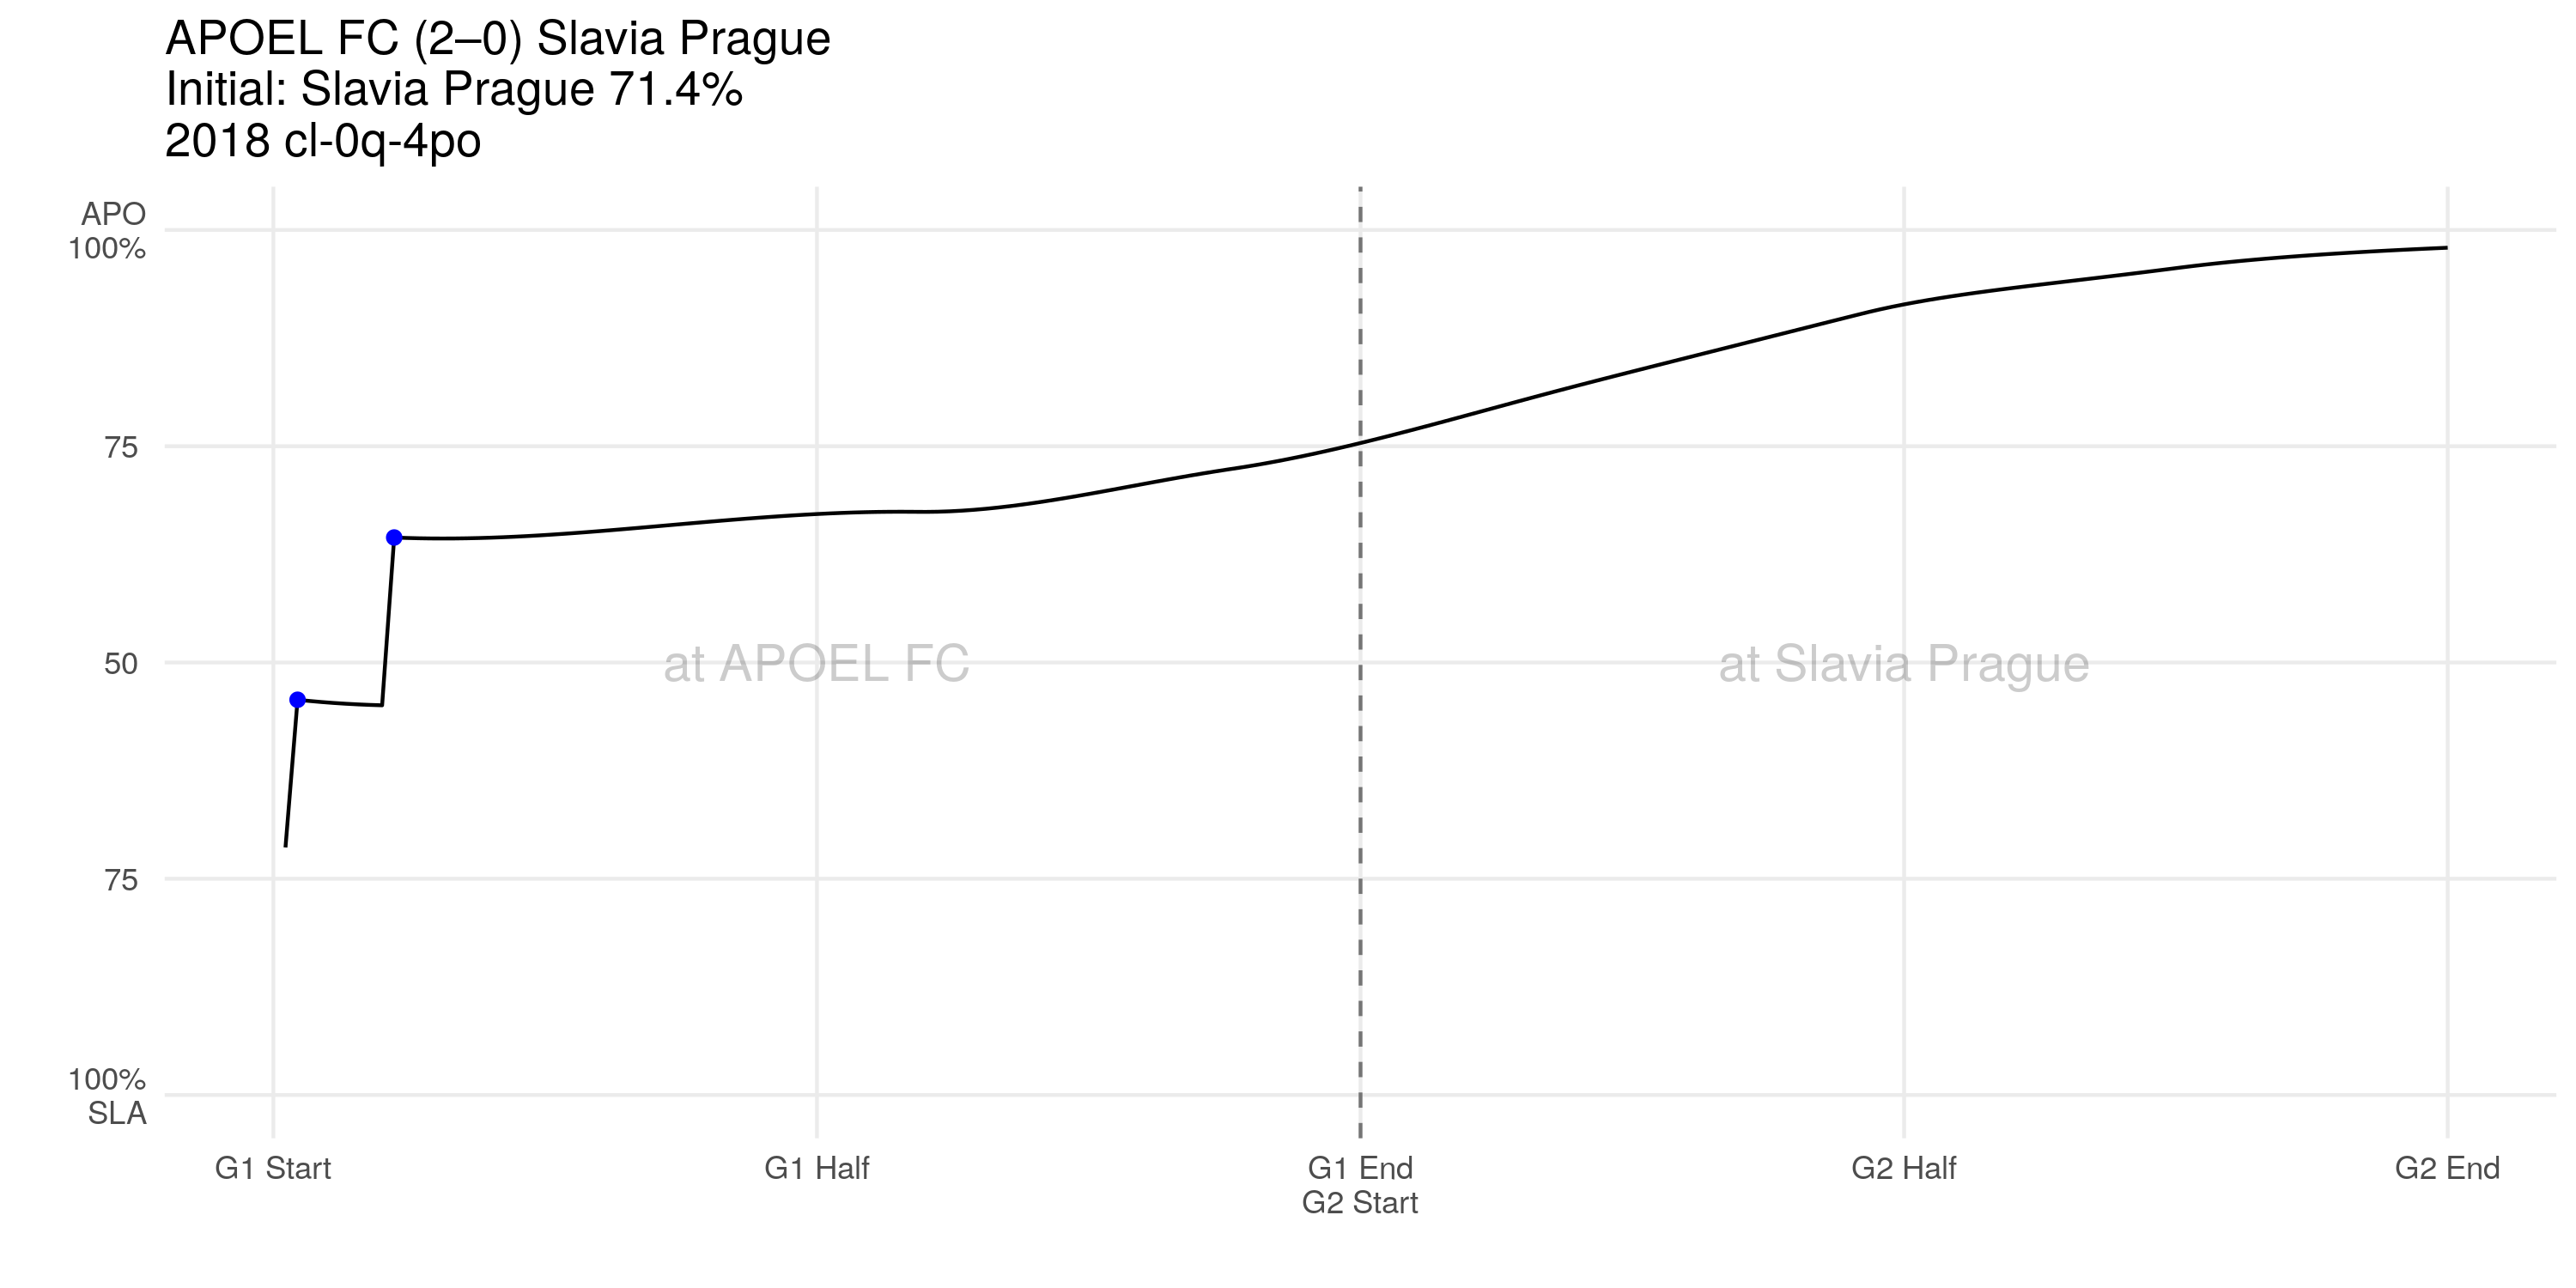 APOEL FC (2–0) Slavia Prague
Initial: Slavia Prague 71.4%
2018 cl-0q-4po
APO
100%
75
50
75
100%
SLA
at APOEL FC
at Slavia Prague
G1 Start
G1 Half
G1 End
G2 Start
G2 Half
G2 End